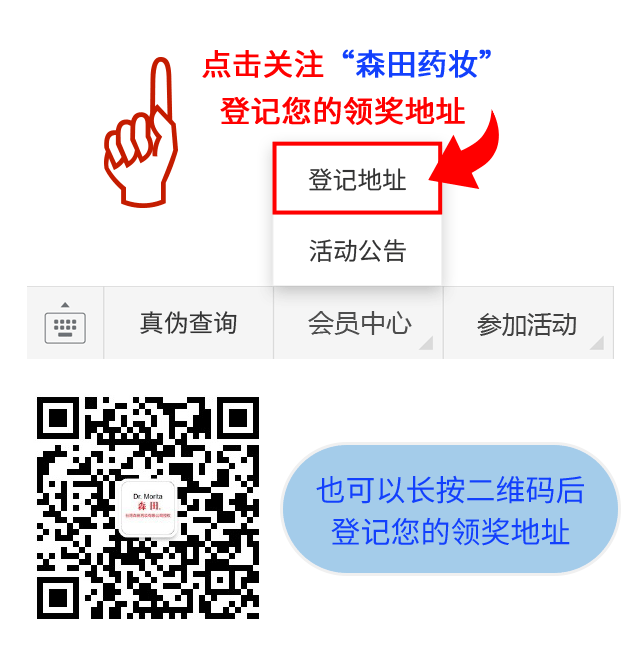 点击关注“森田药妆”
登记您的领奖地址
登记地址
活动公告
真伪查询
会员中心
参加活动
Dr. Morita
森田
也可以长按二维码后
登记您的领奖地址